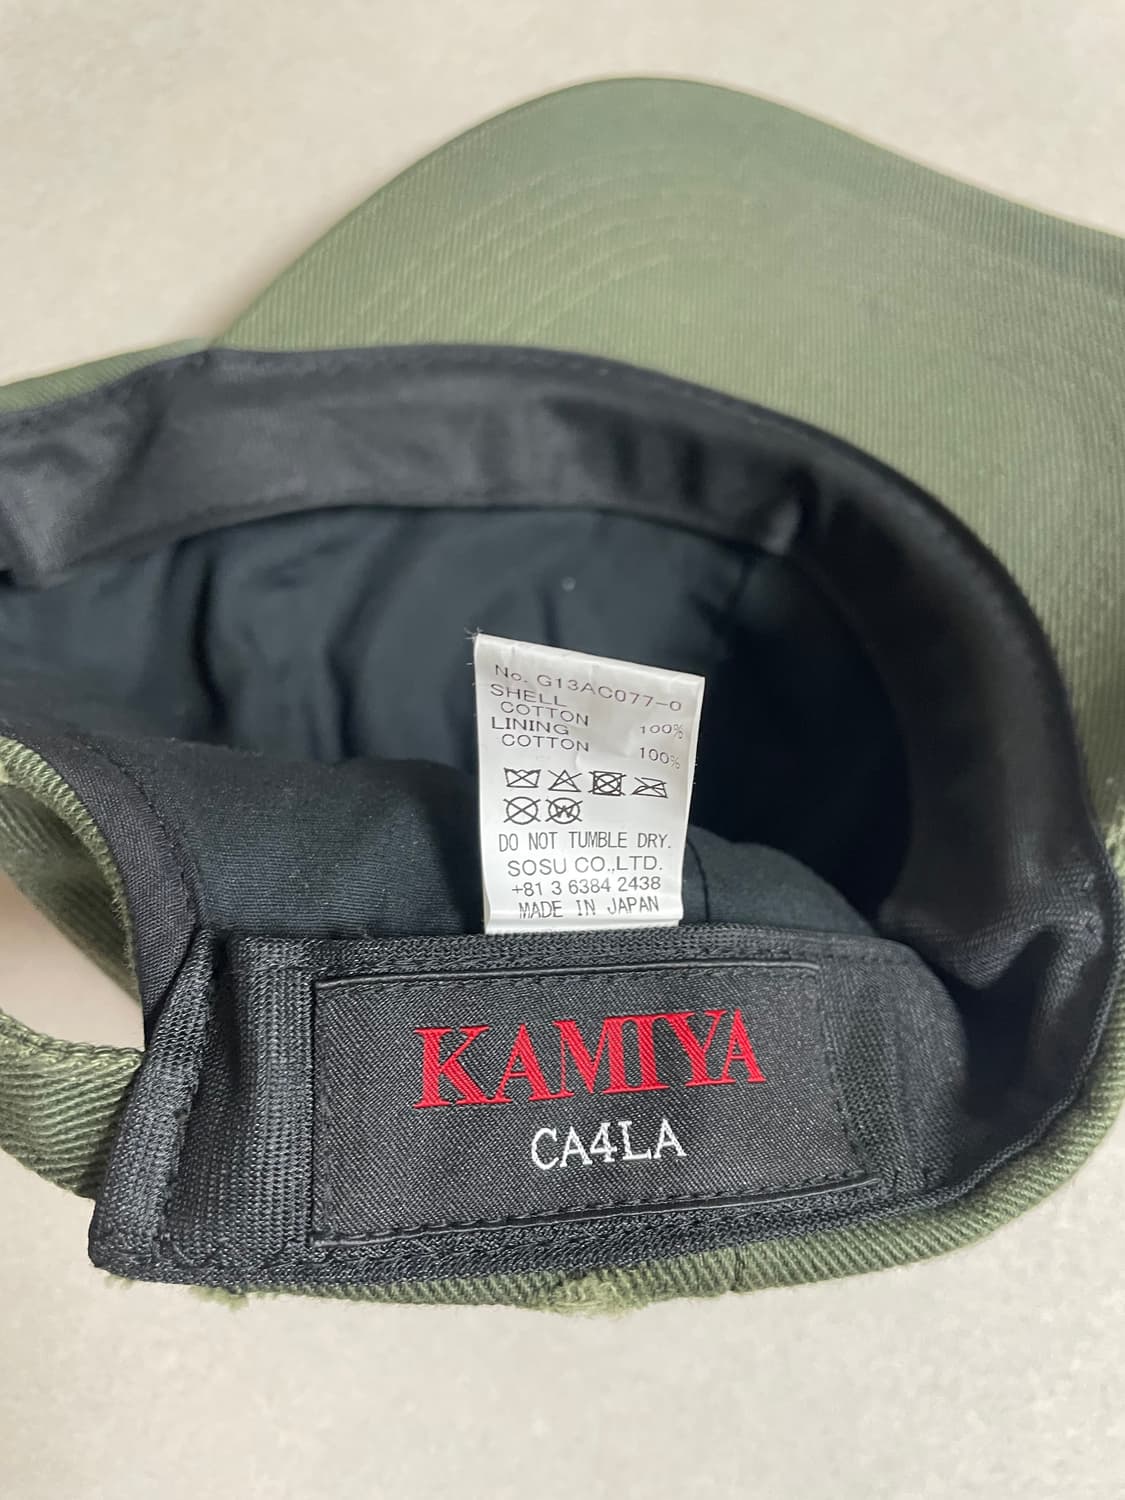 No. G13AC077-0
SHELL
COTTON 100%
LINING
COTTON 100%
W
DO NOT TUMBLE DRY.
SOSU CO.,LTD.
+81 3 6384 2438
MADE IN JAPAN
KAMIYA
CA4LA